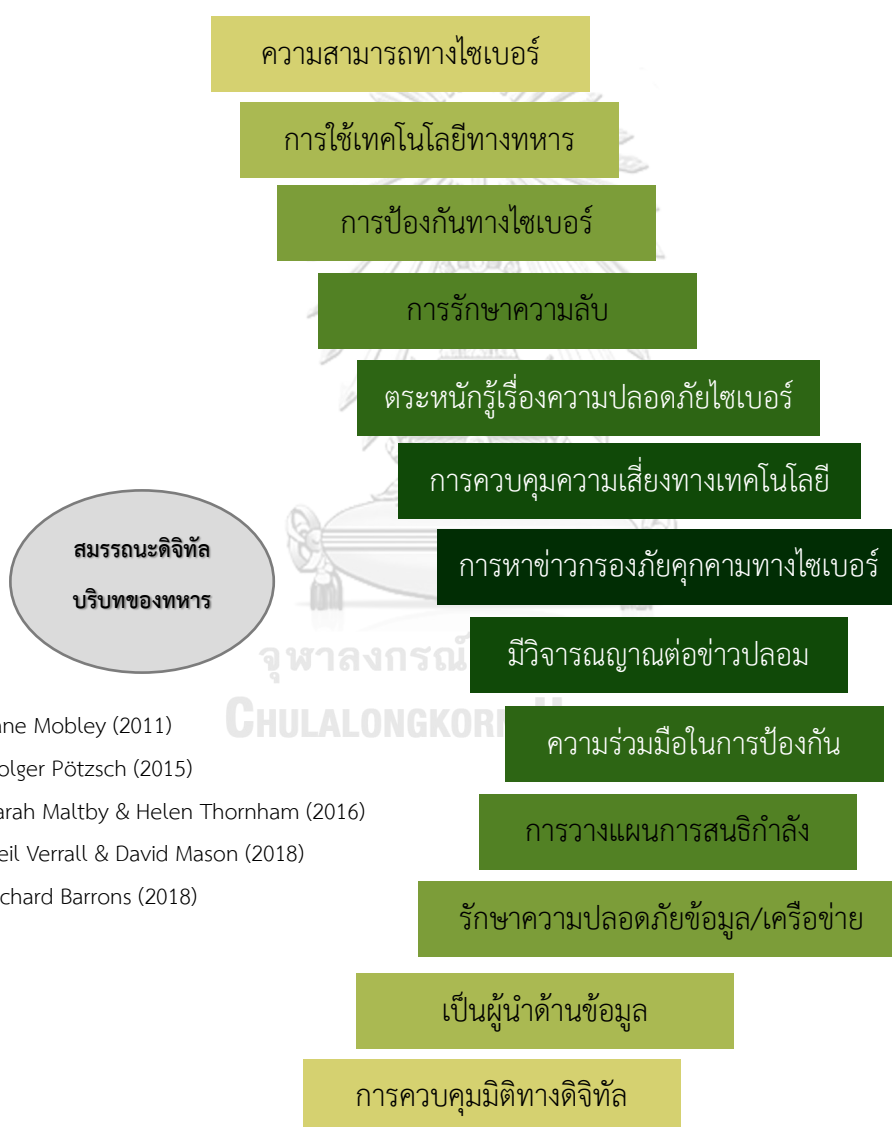 ความสามารถทางไซเบอร์
การใช้เทคโนโลยีทางทหาร
การป้องกันทางไซเบอร์
การรักษาความลับ
ตระหนักรู้เรื่องความปลอดภัยไซเบอร์
การควบคุมความเสี่ยงทางเทคโนโลยี
สมรรถนะดิจิทัล
บริบทของทหาร
การหาข่าวกรองภัยคุกคามทางไซเบอร์
มีวิจารณญาณต่อข่าวปลอม
จุฬาลงกรณ์
CHULALONGKORN
ความร่วมมือในการป้องกัน
การวางแผนการสนธิกำลัง
รักษาความปลอดภัยข้อมูล/เครือข่าย
เป็นผู้นำด้านข้อมูล
การควบคุมมิติทางดิจิทัล
ane Mobley (2011)
olger Pötzsch (2015)
arah Maltby & Helen Thornham (2016)
eil Verrall & David Mason (2018)
chard Barrons (2018)